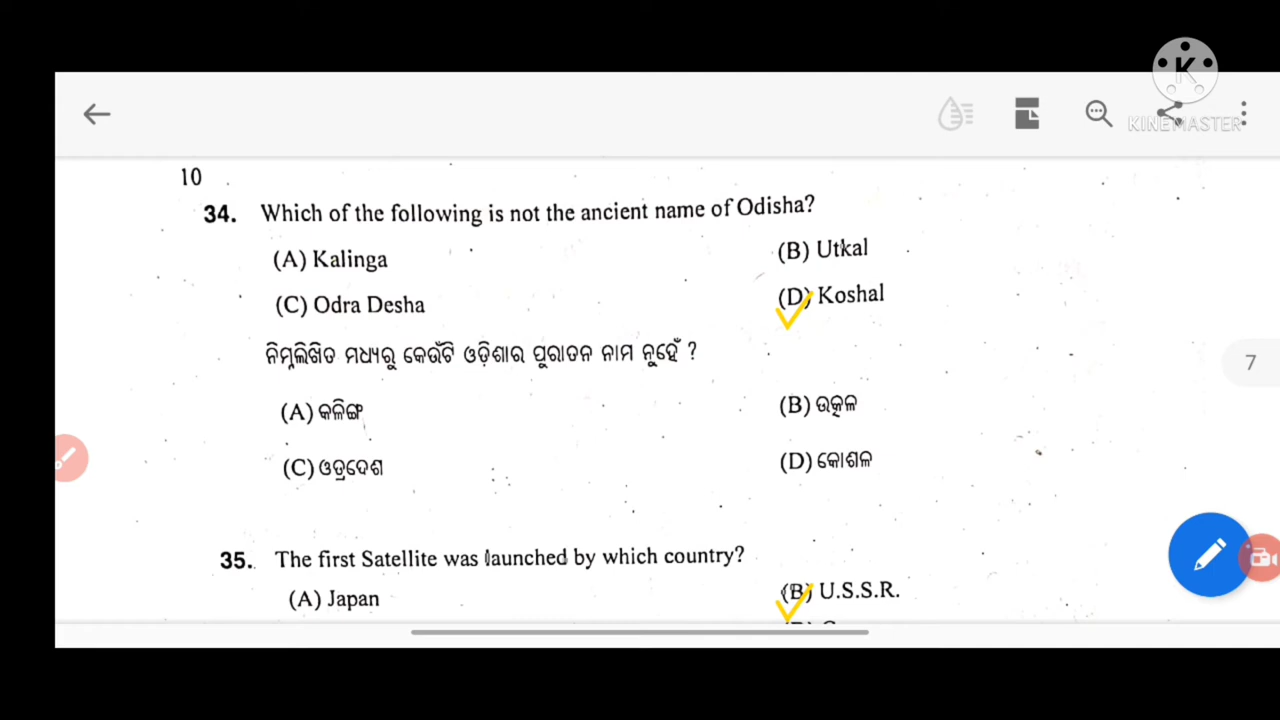 KINEMASTER
10
34. Which of the following is not the ancient name of Odisha?
(A) Kalinga (B) Utkal
(C) Odra Desha (D) Koshal
ନିମ୍ନଲିଖିତ ମଧ୍ୟରୁ କେଉଁଟି ଓଡ଼ିଶାର ପୁରାତନ ନାମ ନୁହେଁ ?
7
(A) କଳିଙ୍ଗ (B) ଉତ୍କଳ
(C) ଓଡ୍ରଦେଶ (D) କୋଶଳ
35. The first Satellite was launched by which country?
(A) Japan (B) U.S.S.R.